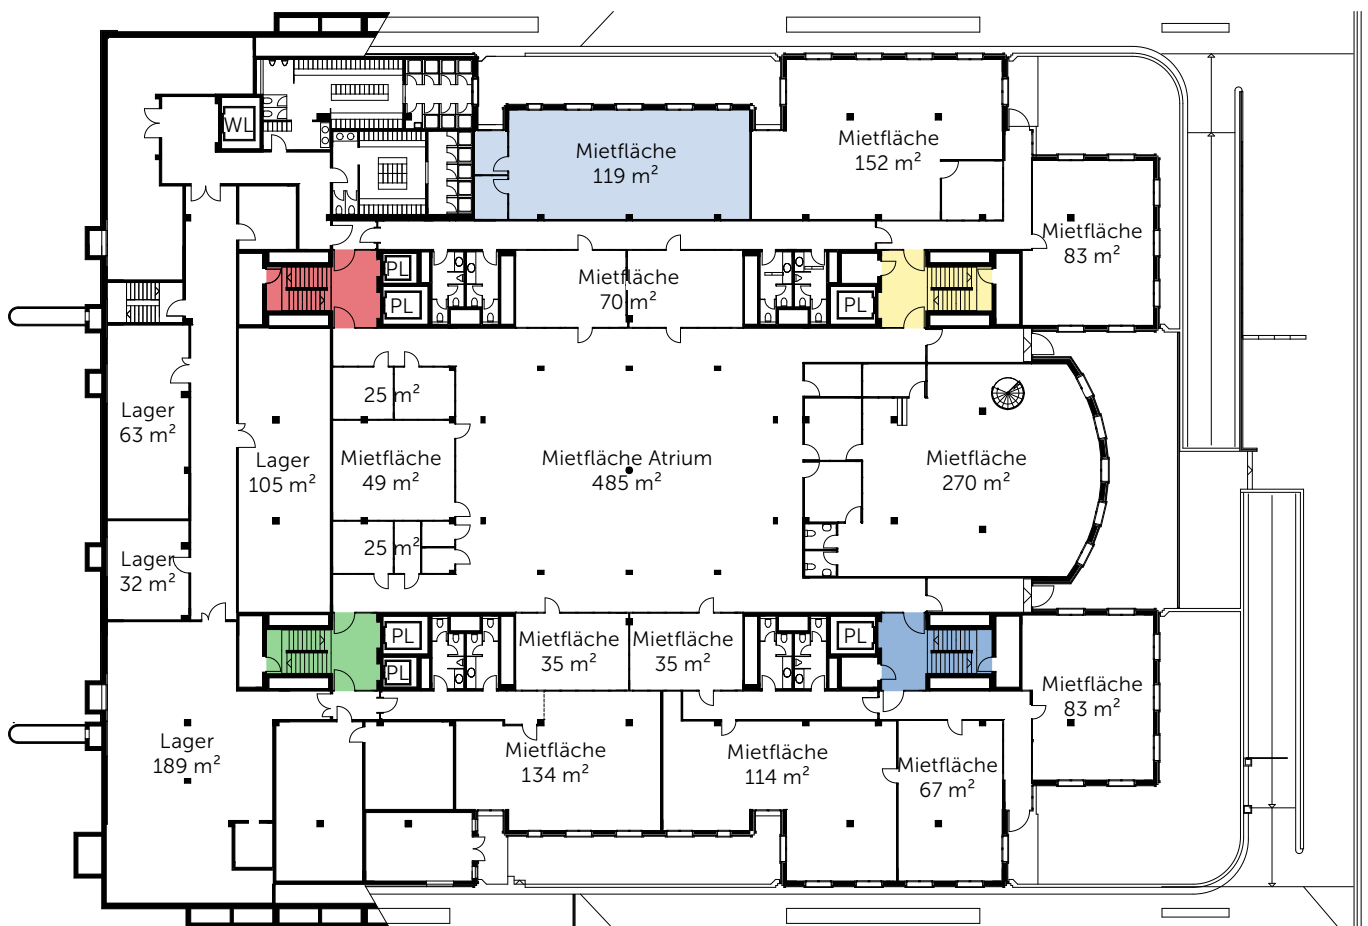 WL
Mietfläche
119 m²
Mietfläche
152 m²
Mietfläche
83 m²
PL
PL
Mietfläche
70 m²
PL
25 m²
Lager
63 m²
Lager
105 m²
Mietfläche
49 m²
Mietfläche Atrium
485 m²
Mietfläche
270 m²
25 m²
Lager
32 m²
PL
PL
Mietfläche
35 m²
Mietfläche
35 m²
PL
Mietfläche
83 m²
Lager
189 m²
Mietfläche
134 m²
Mietfläche
114 m²
Mietfläche
67 m²